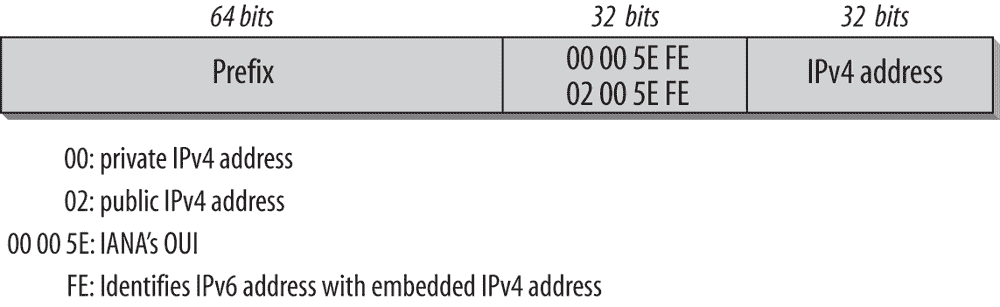 64 bits 32 bits 32 bits
Prefix 00 00 5E FE IPv4 address
02 00 5E FE
00: private IPv4 address
02: public IPv4 address
00 00 5E: IANA's OUI
FE: Identifies IPv6 address with embedded IPv4 address